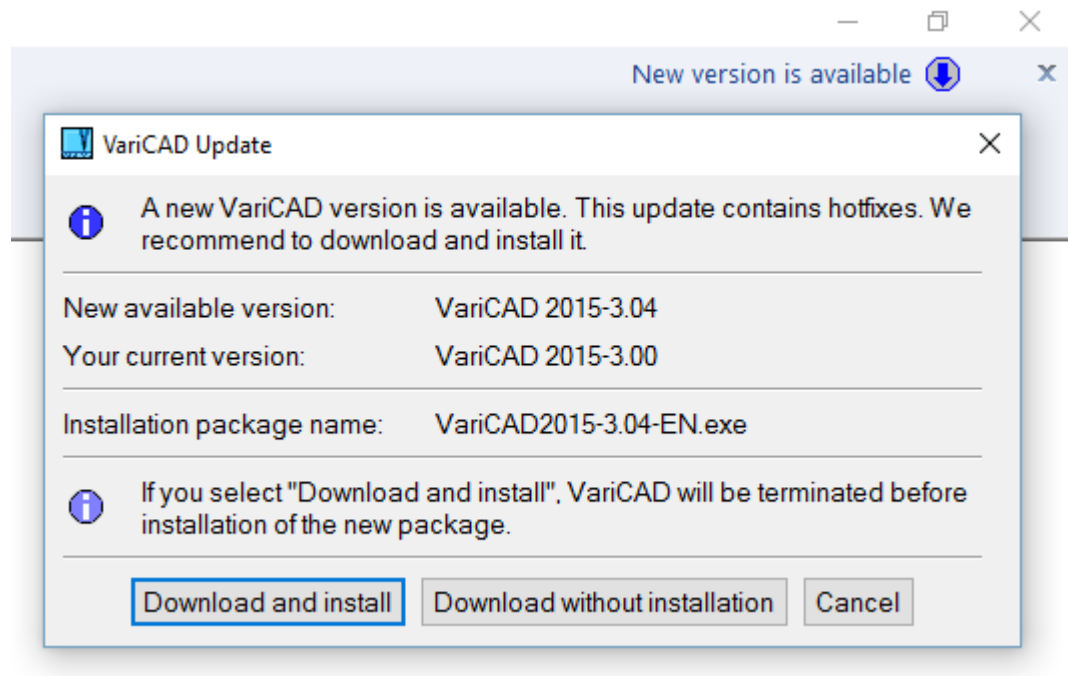 New version is available
VariCAD Update
A new VariCAD version is available. This update contains hotfixes. We
recommend to download and install it.
New available version: VariCAD 2015-3.04
Your current version: VariCAD 2015-3.00
Installation package name: VariCAD2015-3.04-EN.exe
If you select "Download and install", VariCAD will be terminated before
installation of the new package.
Download and install Download without installation Cancel